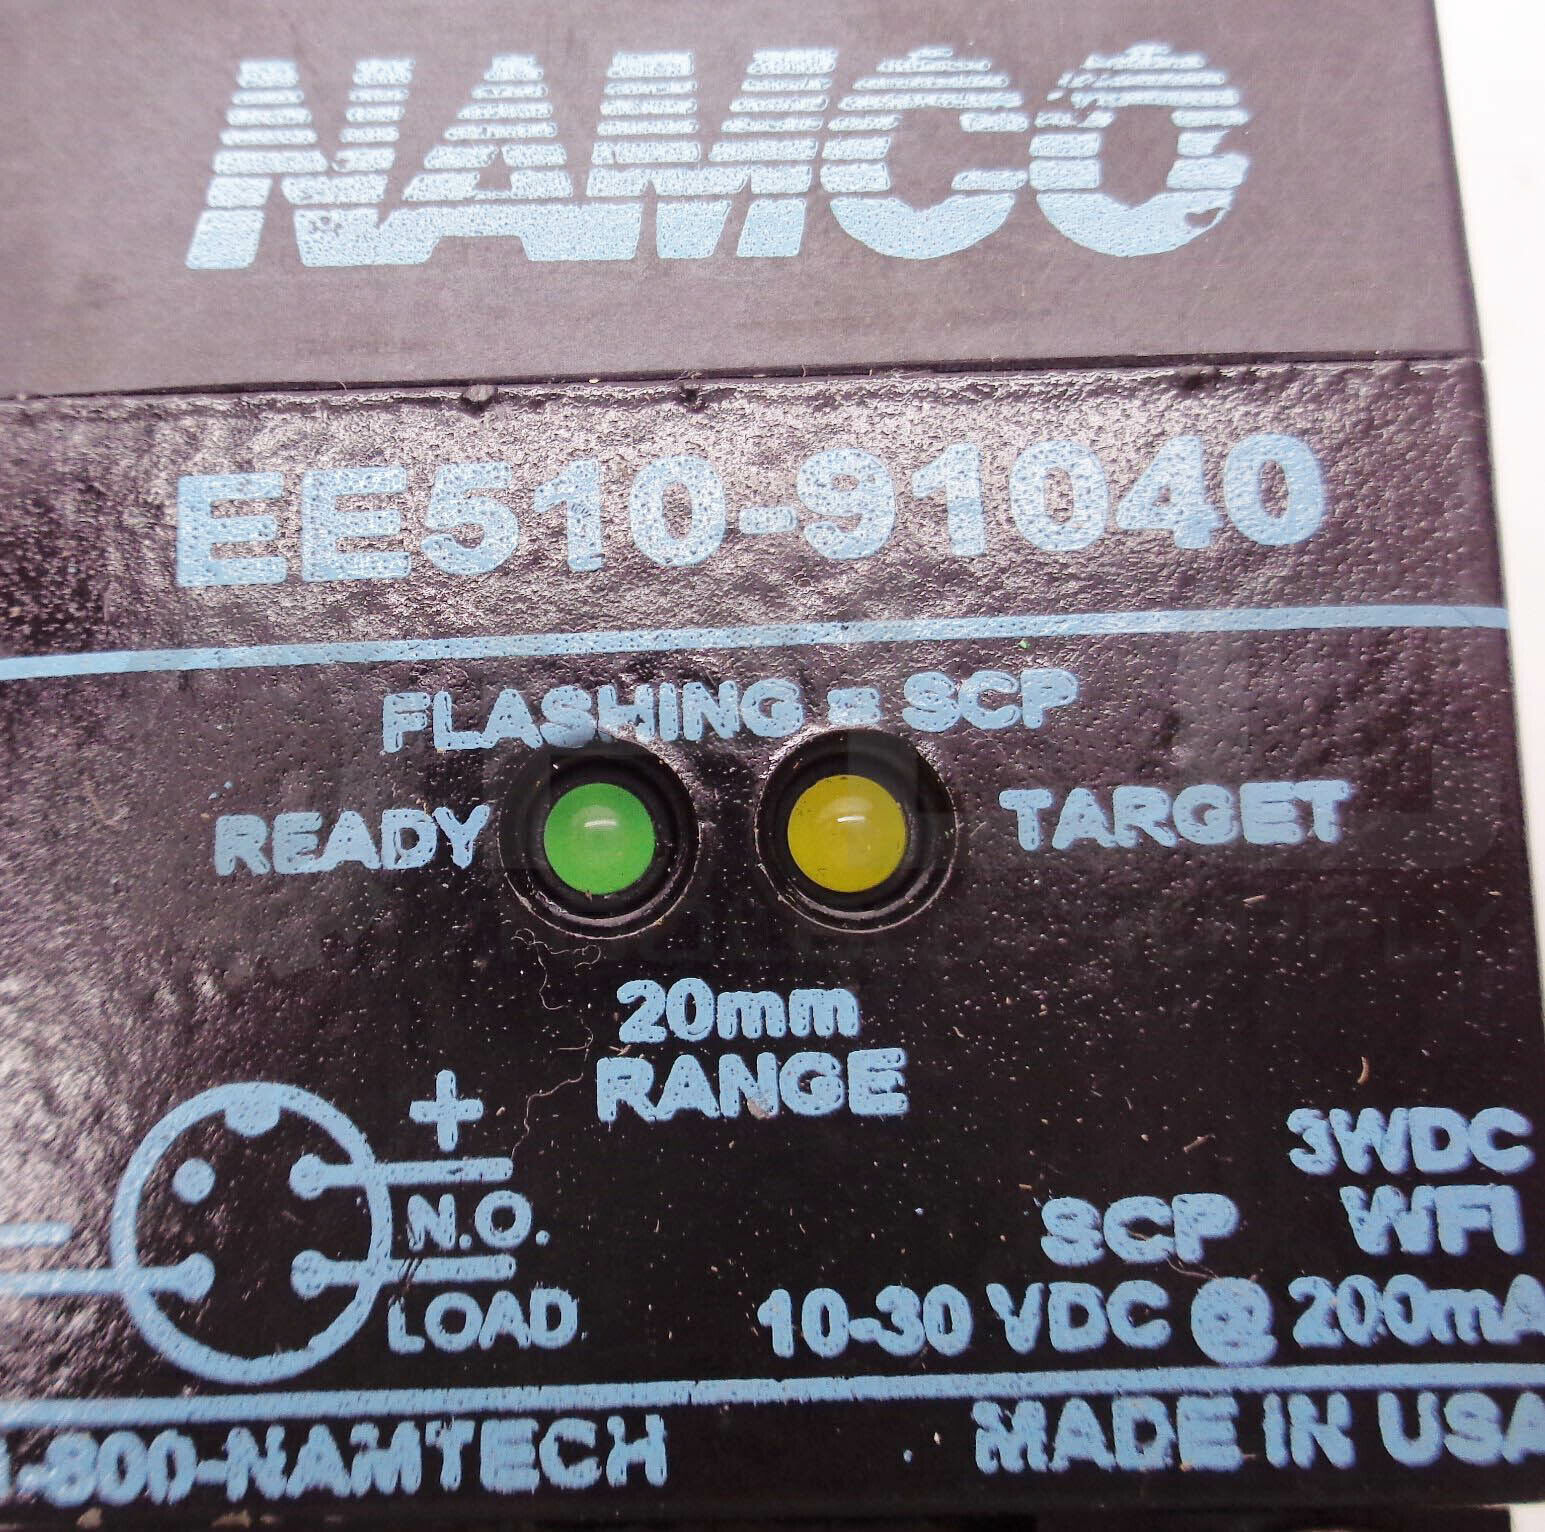 NAMCO
EE510-91040
FLASHING = SCP
READY
TARGET
20mm
RANGE
+
N.O.
LOAD
3WDC
SCP WFI
10-30 VDC @ 200mA
1-800-NAMTECH
MADE IN USA